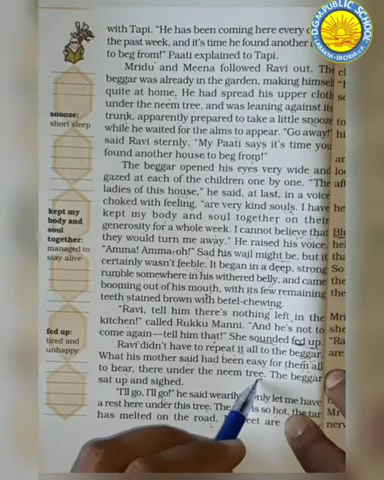 D.G.M. PUBLIC SCHOOL
with Tapi. "He has been coming here every
the past week, and it's time he found another
to beg from!" Paati explained to Tapi.
Mridu and Meena followed Ravi out. The
beggar was already in the garden, making himself
quite at home. He had spread his upper cloth
under the neem tree, and was leaning against its
trunk, apparently prepared to take a little snooze
while he waited for the alms to appear. "Go away!"
said Ravi sternly. "My Paati says it's time you
found another house to beg from!"
The beggar opened his eyes very wide and
gazed at each of the children one by one. "The
ladies of this house," he said, at last, in a voice
choked with feeling, "are very kind souls. I have
kept my body and soul together on their
generosity for a whole week. I cannot believe that
they would turn me away." He raised his voice.
"Amma! Amma-oh!" Sad his wail might be, but it
certainly wasn't feeble. It began in a deep, strong
rumble somewhere in his withered belly, and came
booming out of his mouth, with its few remaining
teeth stained brown with betel-chewing.
"Ravi, tell him there's nothing left in the
kitchen!" called Rukku Manni. "And he's not to
come again—tell him that!" She sounded fed up.
Ravi didn't have to repeat it all to the beggar.
What his mother said had been easy for them all
to bear, there under the neem tree. The beggar
sat up and sighed.
"I'll go, I'll go!" he said wearily. only let me have
a rest here under this tree. The is so hot, the tar
has melted on the road. feet are
snooze:
short sleep
kept my
body and
soul
together:
managed to
stay alive
fed up:
tired and
unhappy